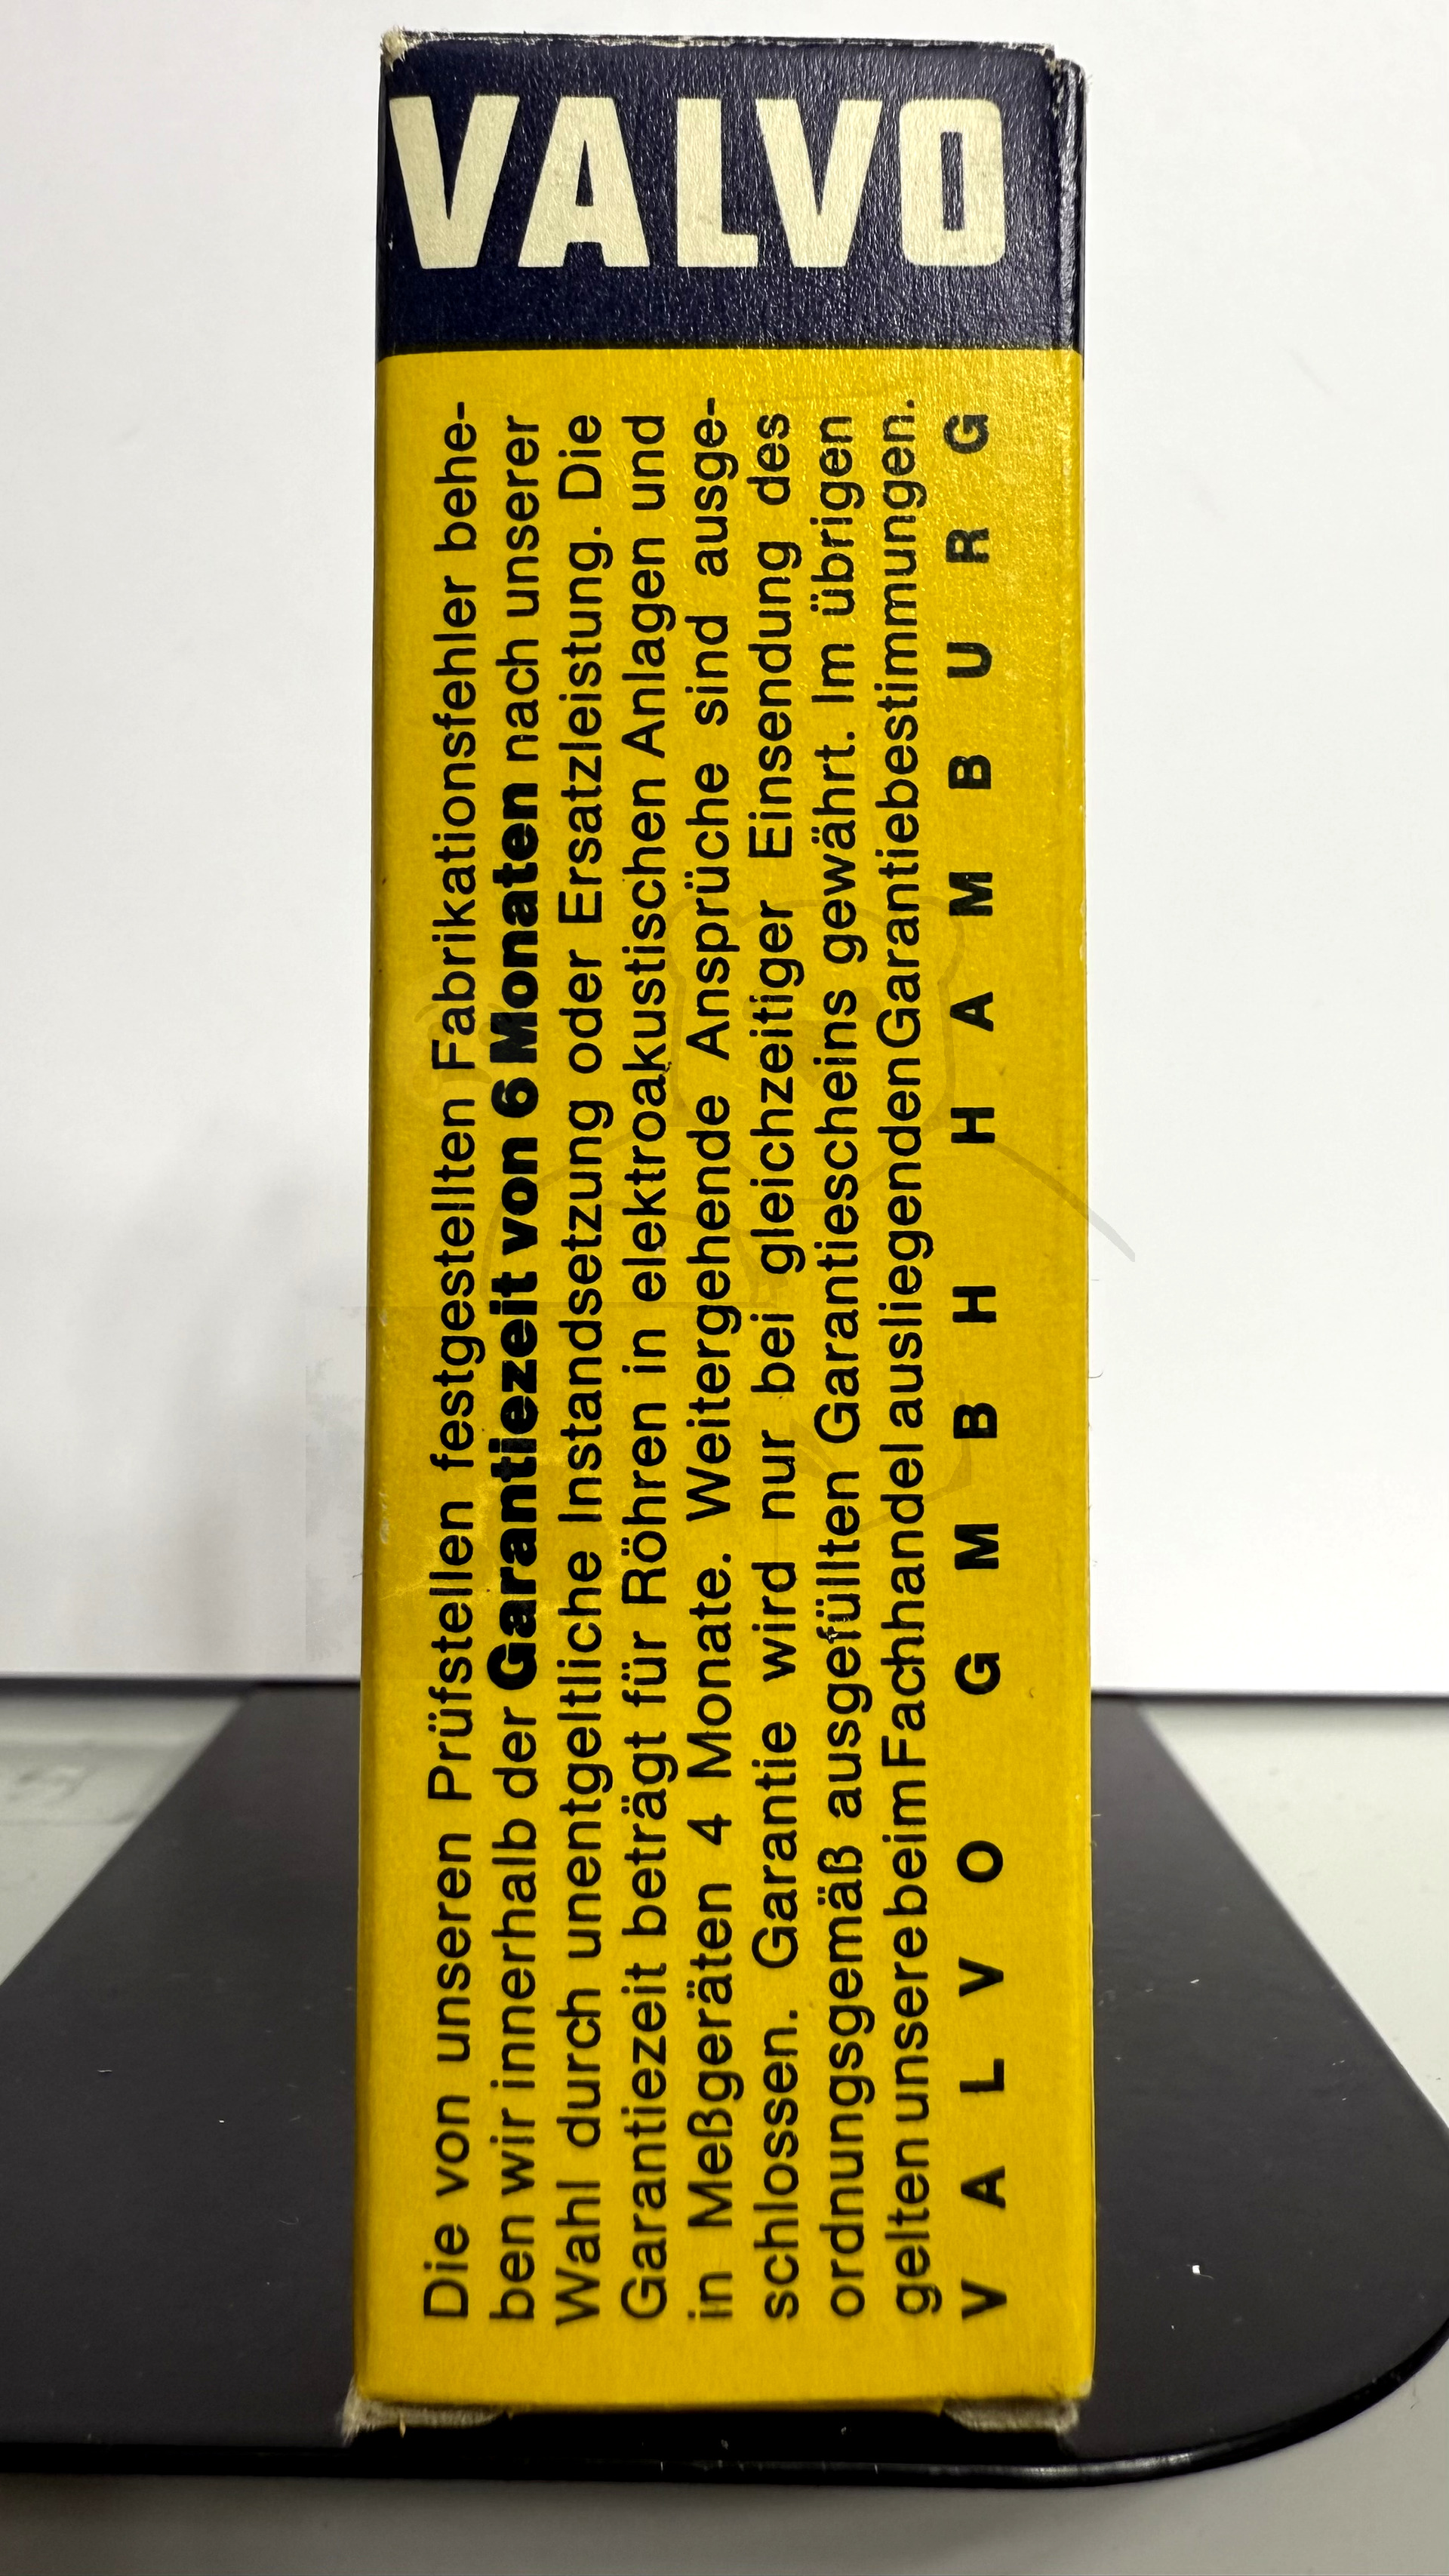 VALVO
Die von unseren Prüfstellen festgestellten Fabrikationsfehler behe-
ben wir innerhalb der Garantiezeit von 6 Monaten nach unserer
Wahl durch unentgeltliche Instandsetzung oder Ersatzleistung. Die
Garantiezeit beträgt für Röhren in elektroakustischen Anlagen und
in Meßgeräten 4 Monate. Weitergehende Ansprüche sind ausge-
schlossen. Garantie wird nur bei gleichzeitiger Einsendung des
ordnungsgemäß ausgefüllten Garantiescheins gewährt. Im übrigen
gelten unsere beim Fachhandel ausliegenden Garantiebestimmungen.
VALVO GMBH HAMBURG